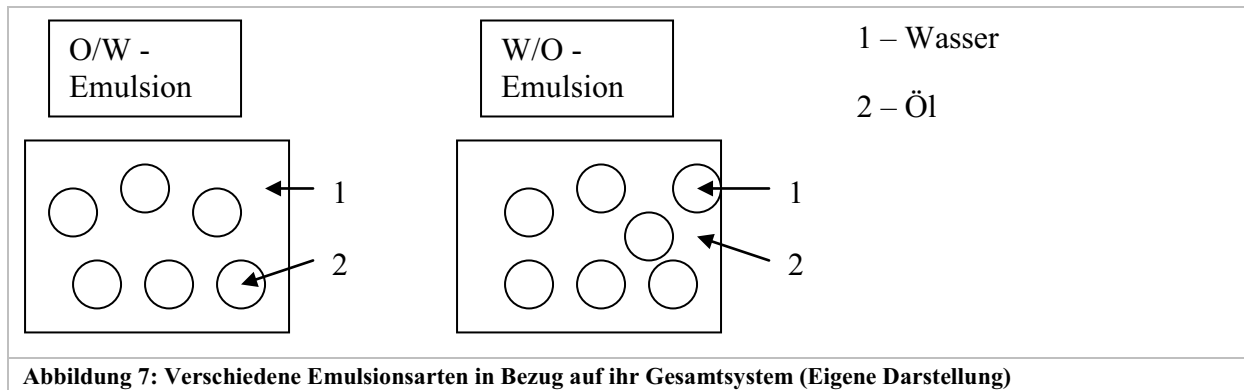 O/W -
Emulsion
W/O -
Emulsion
1 – Wasser
2 – Öl
1
2
1
2
Abbildung 7: Verschiedene Emulsionsarten in Bezug auf ihr Gesamtsystem (Eigene Darstellung)